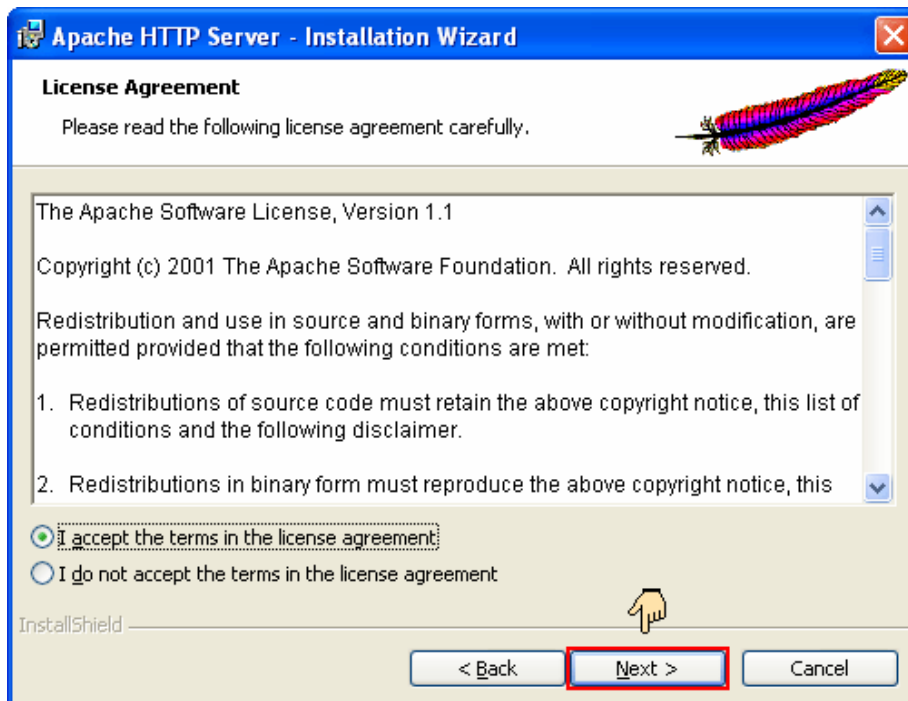 Apache HTTP Server - Installation Wizard
License Agreement
Please read the following license agreement carefully.
The Apache Software License, Version 1.1
Copyright (c) 2001 The Apache Software Foundation.  All rights reserved.
Redistribution and use in source and binary forms, with or without modification, are
permitted provided that the following conditions are met:
1.  Redistributions of source code must retain the above copyright notice, this list of
conditions and the following disclaimer.
2.  Redistributions in binary form must reproduce the above copyright notice, this
I accept the terms in the license agreement
I do not accept the terms in the license agreement
InstallShield
< Back
Next >
Cancel